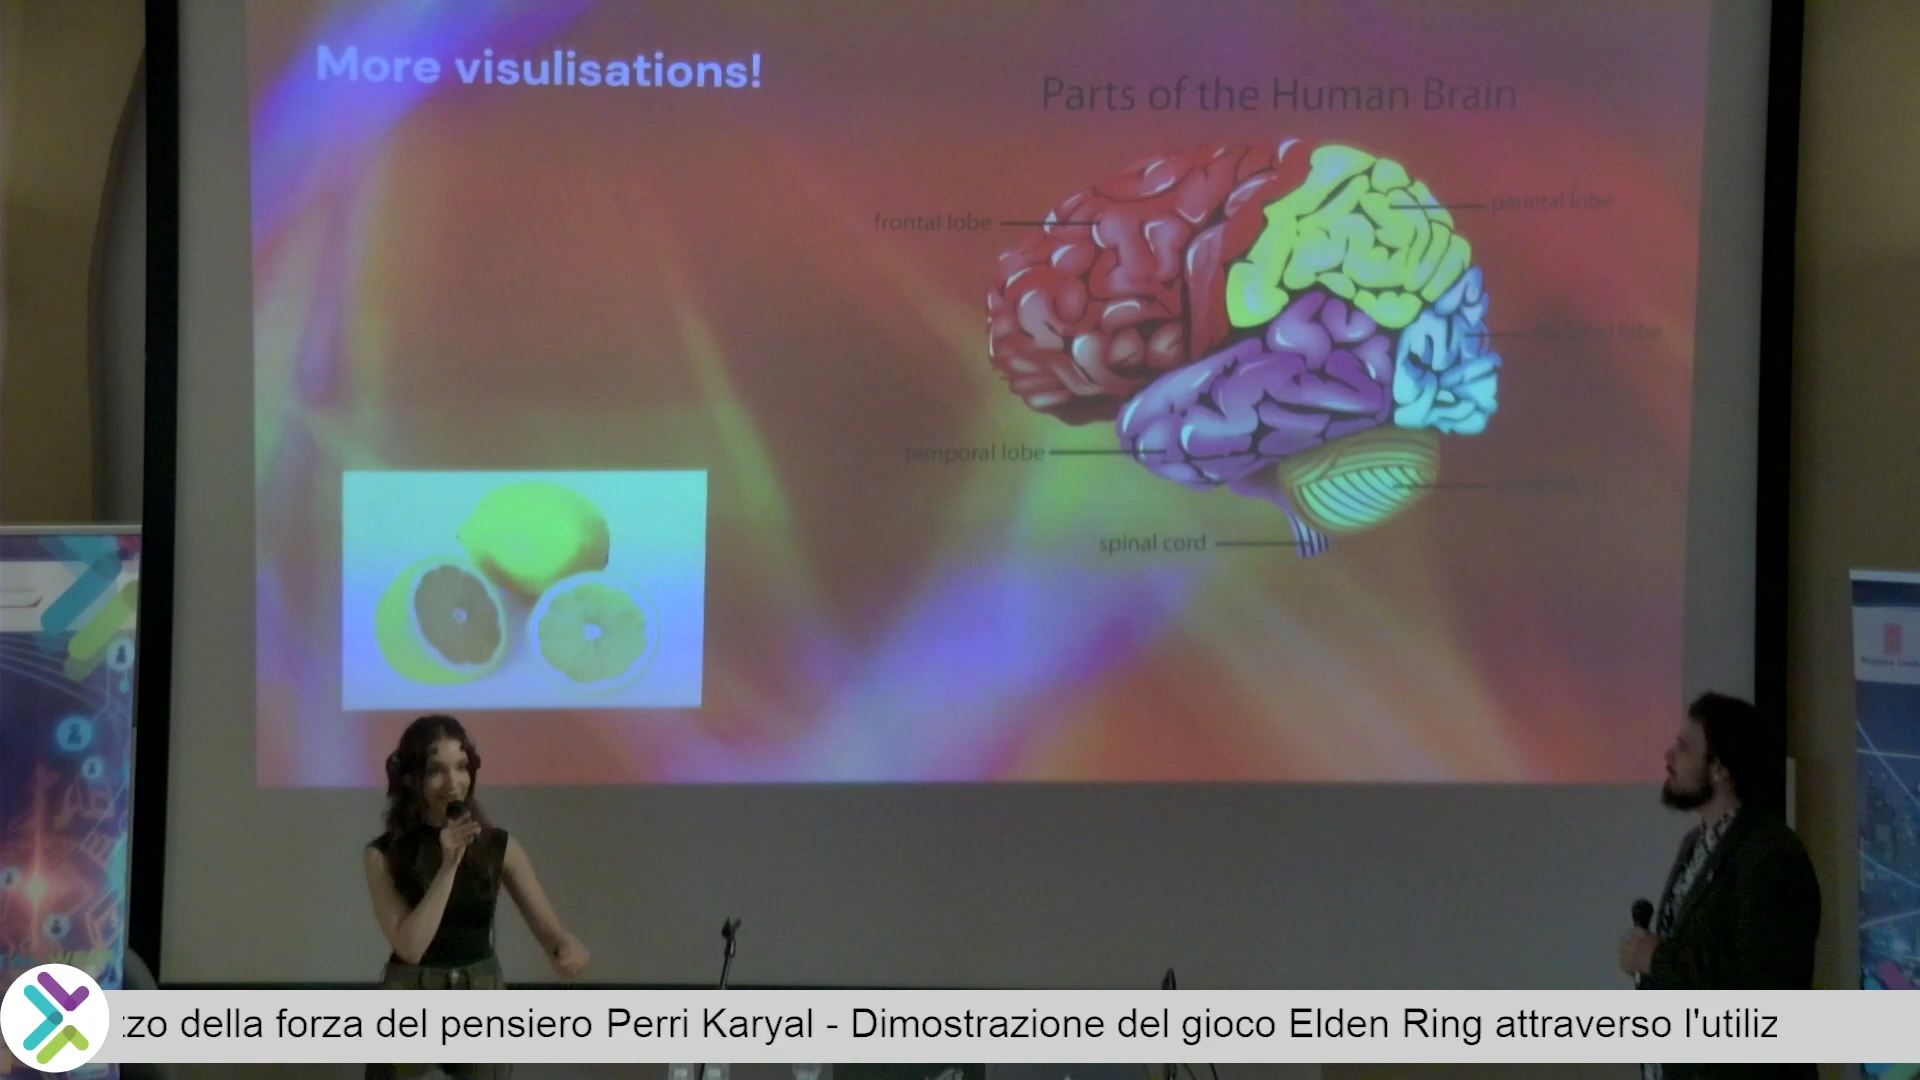 More visulisations!
Parts of the Human Brain
frontal lobe
parietal lobe
temporal lobe
spinal cord
zzo della forza del pensiero Perri Karyal - Dimostrazione del gioco Elden Ring attraverso l'utiliz